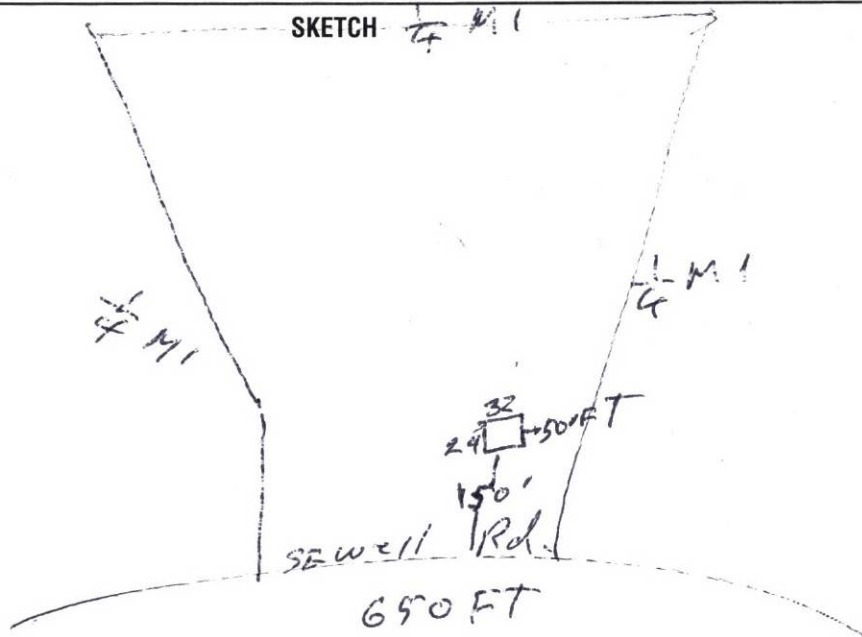 SKETCH 1/4 MI
1/4 MI
1/4 MI
32
24
50 FT
150'
SEwell Rd.
650 FT